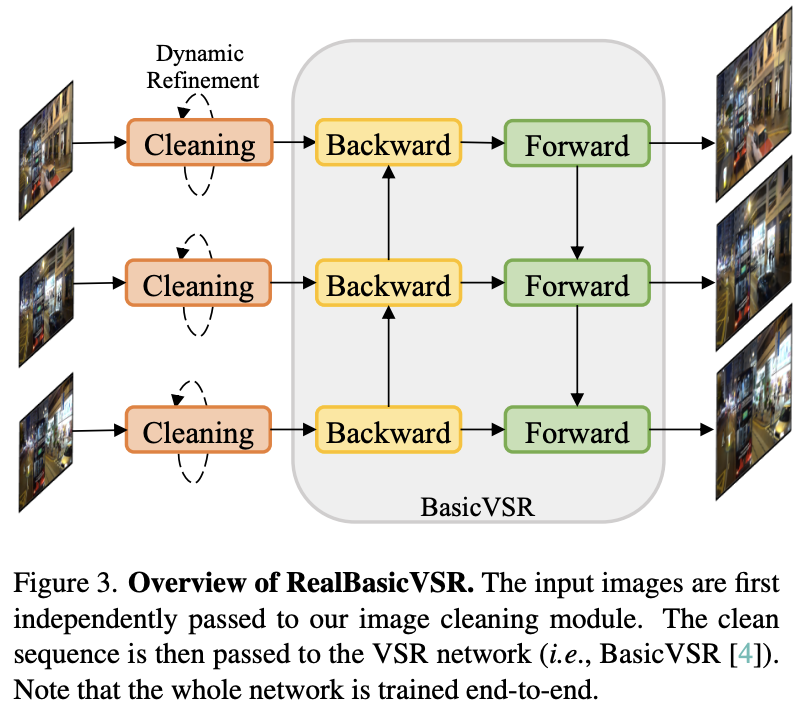 Dynamic
Refinement
Cleaning
Backward
Forward
Cleaning
Backward
Forward
Cleaning
Backward
Forward
BasicVSR
Figure 3. Overview of RealBasicVSR. The input images are first
independently passed to our image cleaning module. The clean
sequence is then passed to the VSR network (i.e., BasicVSR [4]).
Note that the whole network is trained end-to-end.